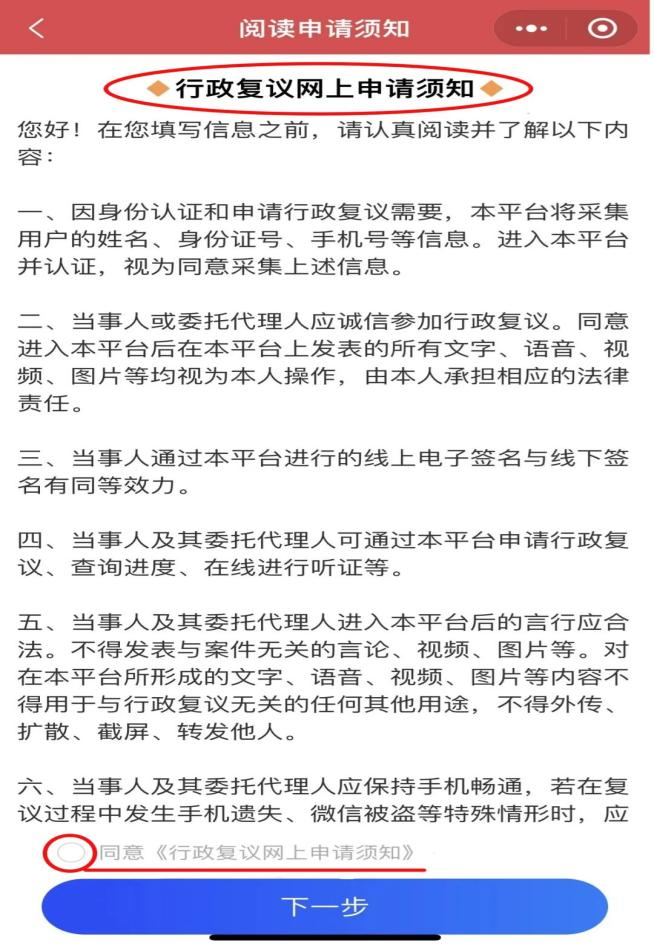 阅读申请须知
行政复议网上申请须知
您好！在您填写信息之前，请认真阅读并了解以下内
容：
一、因身份认证和申请行政复议需要，本平台将采集
用户的姓名、身份证号、手机号等信息。进入本平台
并认证，视为同意采集上述信息。
二、当事人或委托代理人应诚信参加行政复议。同意
进入本平台后在本平台上发表的所有文字、语音、视
频、图片等均视为本人操作，由本人承担相应的法律
责任。
三、当事人通过本平台进行的线上电子签名与线下签
名有同等效力。
四、当事人及其委托代理人可通过本平台申请行政复
议、查询进度、在线进行听证等。
五、当事人及其委托代理人进入本平台后的言行应合
法。不得发表与案件无关的言论、视频、图片等。对
在本平台所形成的文字、语音、视频、图片等内容不
得用于与行政复议无关的任何其他用途，不得外传、
扩散、截屏、转发他人。
六、当事人及其委托代理人应保持手机畅通，若在复
议过程中发生手机遗失、微信被盗等特殊情形时，应
同意《行政复议网上申请须知》
下一步